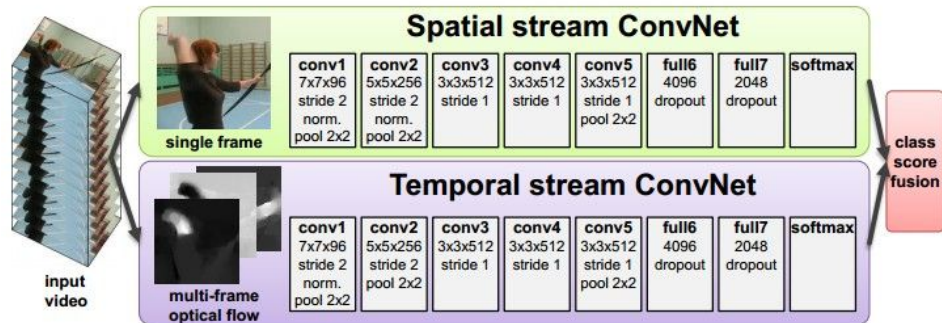 Spatial stream ConvNet
conv1
7x7x96
stride 2
norm.
pool 2x2
conv2
5x5x256
stride 2
norm.
pool 2x2
conv3
3x3x512
stride 1
conv4
3x3x512
stride 1
conv5
3x3x512
stride 1
pool 2x2
full6
4096
dropout
full7
2048
dropout
softmax
single frame
Temporal stream ConvNet
conv1
7x7x96
stride 2
norm.
pool 2x2
conv2
5x5x256
stride 2
pool 2x2
conv3
3x3x512
stride 1
conv4
3x3x512
stride 1
conv5
3x3x512
stride 1
pool 2x2
full6
4096
dropout
full7
2048
dropout
softmax
multi-frame
optical flow
input
video
class
score
fusion